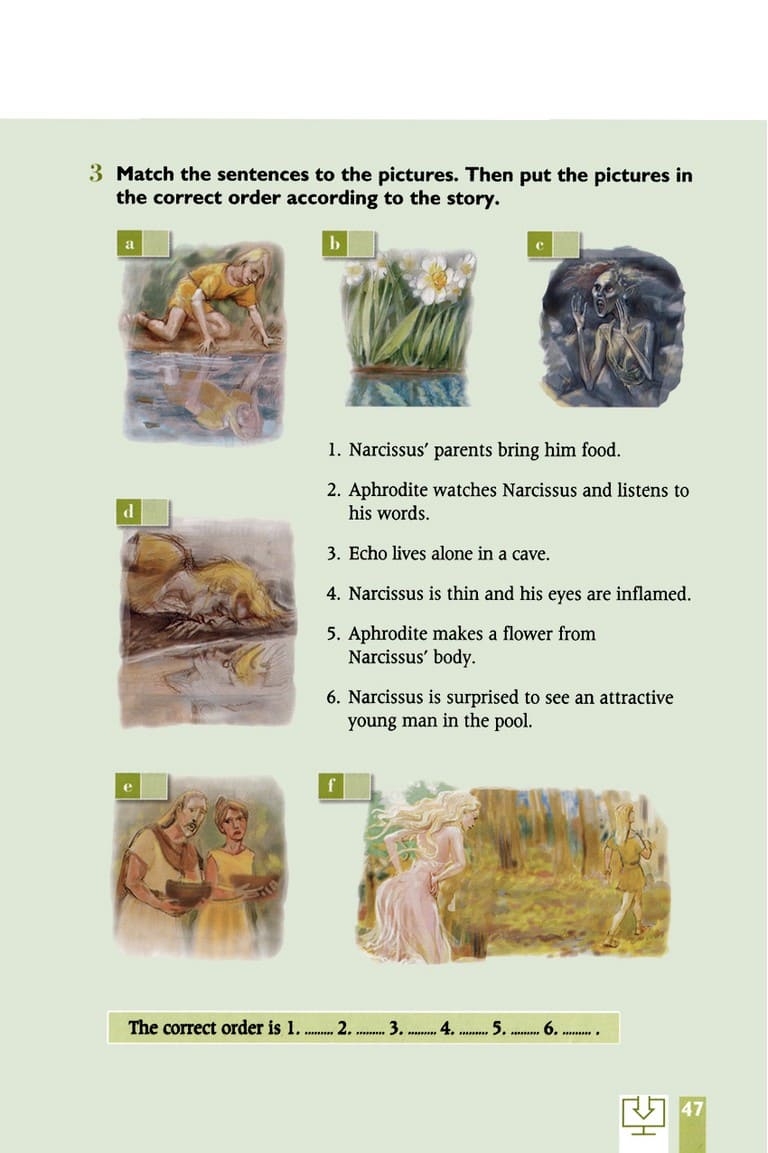 3 Match the sentences to the pictures. Then put the pictures in
the correct order according to the story.
a
b
c
1. Narcissus' parents bring him food.
2. Aphrodite watches Narcissus and listens to
his words.
d
3. Echo lives alone in a cave.
4. Narcissus is thin and his eyes are inflamed.
5. Aphrodite makes a flower from
Narcissus' body.
6. Narcissus is surprised to see an attractive
young man in the pool.
e
f
The correct order is 1. ......... 2. ......... 3. ......... 4. ......... 5. ......... 6. ......... .
47